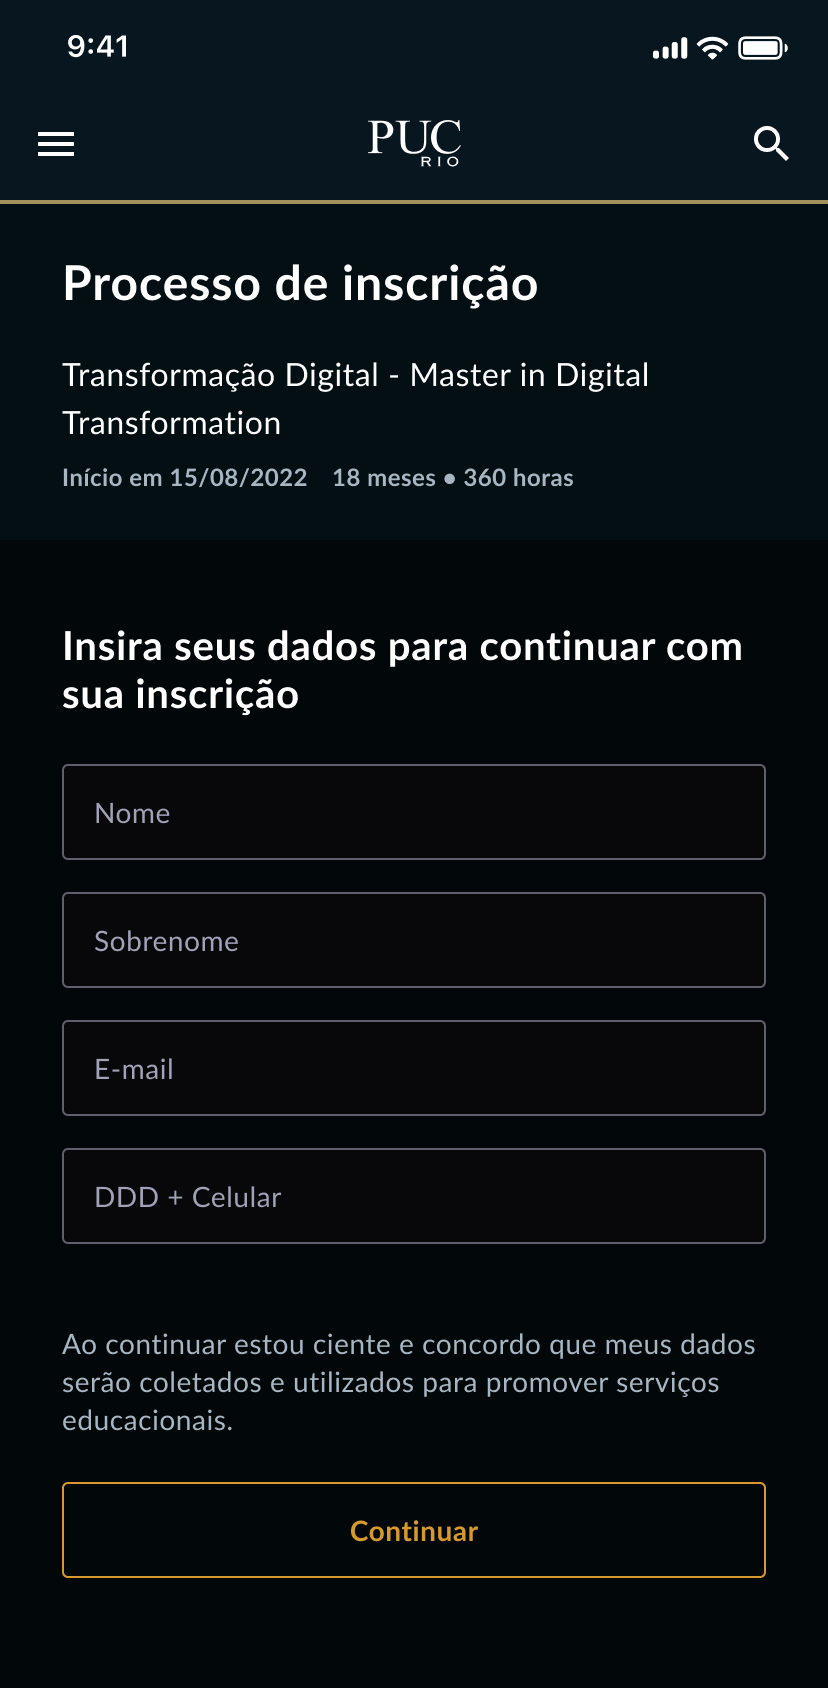 9:41
PUC
RIO
Processo de inscrição
Transformação Digital - Master in Digital
Transformation
Início em 15/08/2022 18 meses • 360 horas
Insira seus dados para continuar com
sua inscrição
Nome
Sobrenome
E-mail
DDD + Celular
Ao continuar estou ciente e concordo que meus dados
serão coletados e utilizados para promover serviços
educacionais.
Continuar